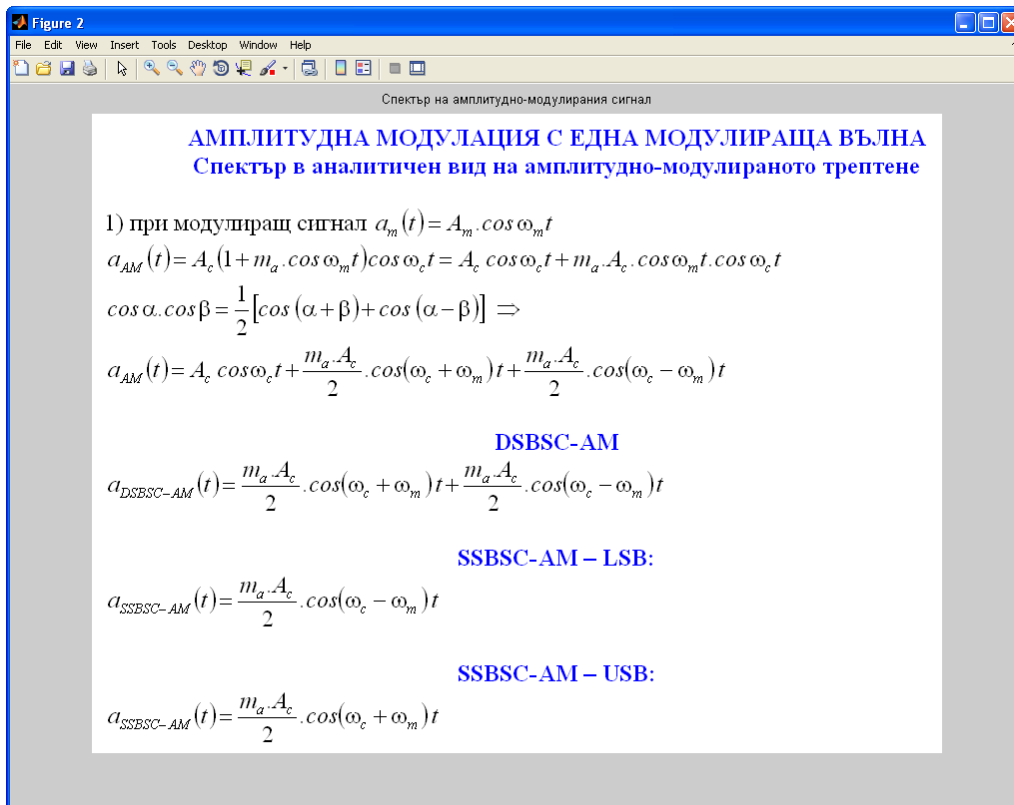 Figure 2
File Edit View Insert Tools Desktop Window Help
Спектър на амплитудно-модулирания сигнал
АМПЛИТУДНА МОДУЛАЦИЯ С ЕДНА МОДУЛИРАЩА ВЪЛНА
Спектър в аналитичен вид на амплитудно-модулираното трептене
1) при модулиращ сигнал a_m(t) = A_m.cos ω_m t
a_AM(t) = A_c(1 + m_a.cos ω_m t)cos ω_c t = A_c cos ω_c t + m_a.A_c.cos ω_m t.cos ω_c t
cos α.cos β = 1/2 [cos(α + β) + cos(α − β)] ⇒
a_AM(t) = A_c cos ω_c t + m_a.A_c/2 .cos(ω_c + ω_m)t + m_a.A_c/2 .cos(ω_c − ω_m)t
DSBSC-AM
a_DSBSC−AM(t) = m_a.A_c/2 .cos(ω_c + ω_m)t + m_a.A_c/2 .cos(ω_c − ω_m)t
SSBSC-AM – LSB:
a_SSBSC−AM(t) = m_a.A_c/2 .cos(ω_c − ω_m)t
SSBSC-AM – USB:
a_SSBSC−AM(t) = m_a.A_c/2 .cos(ω_c + ω_m)t